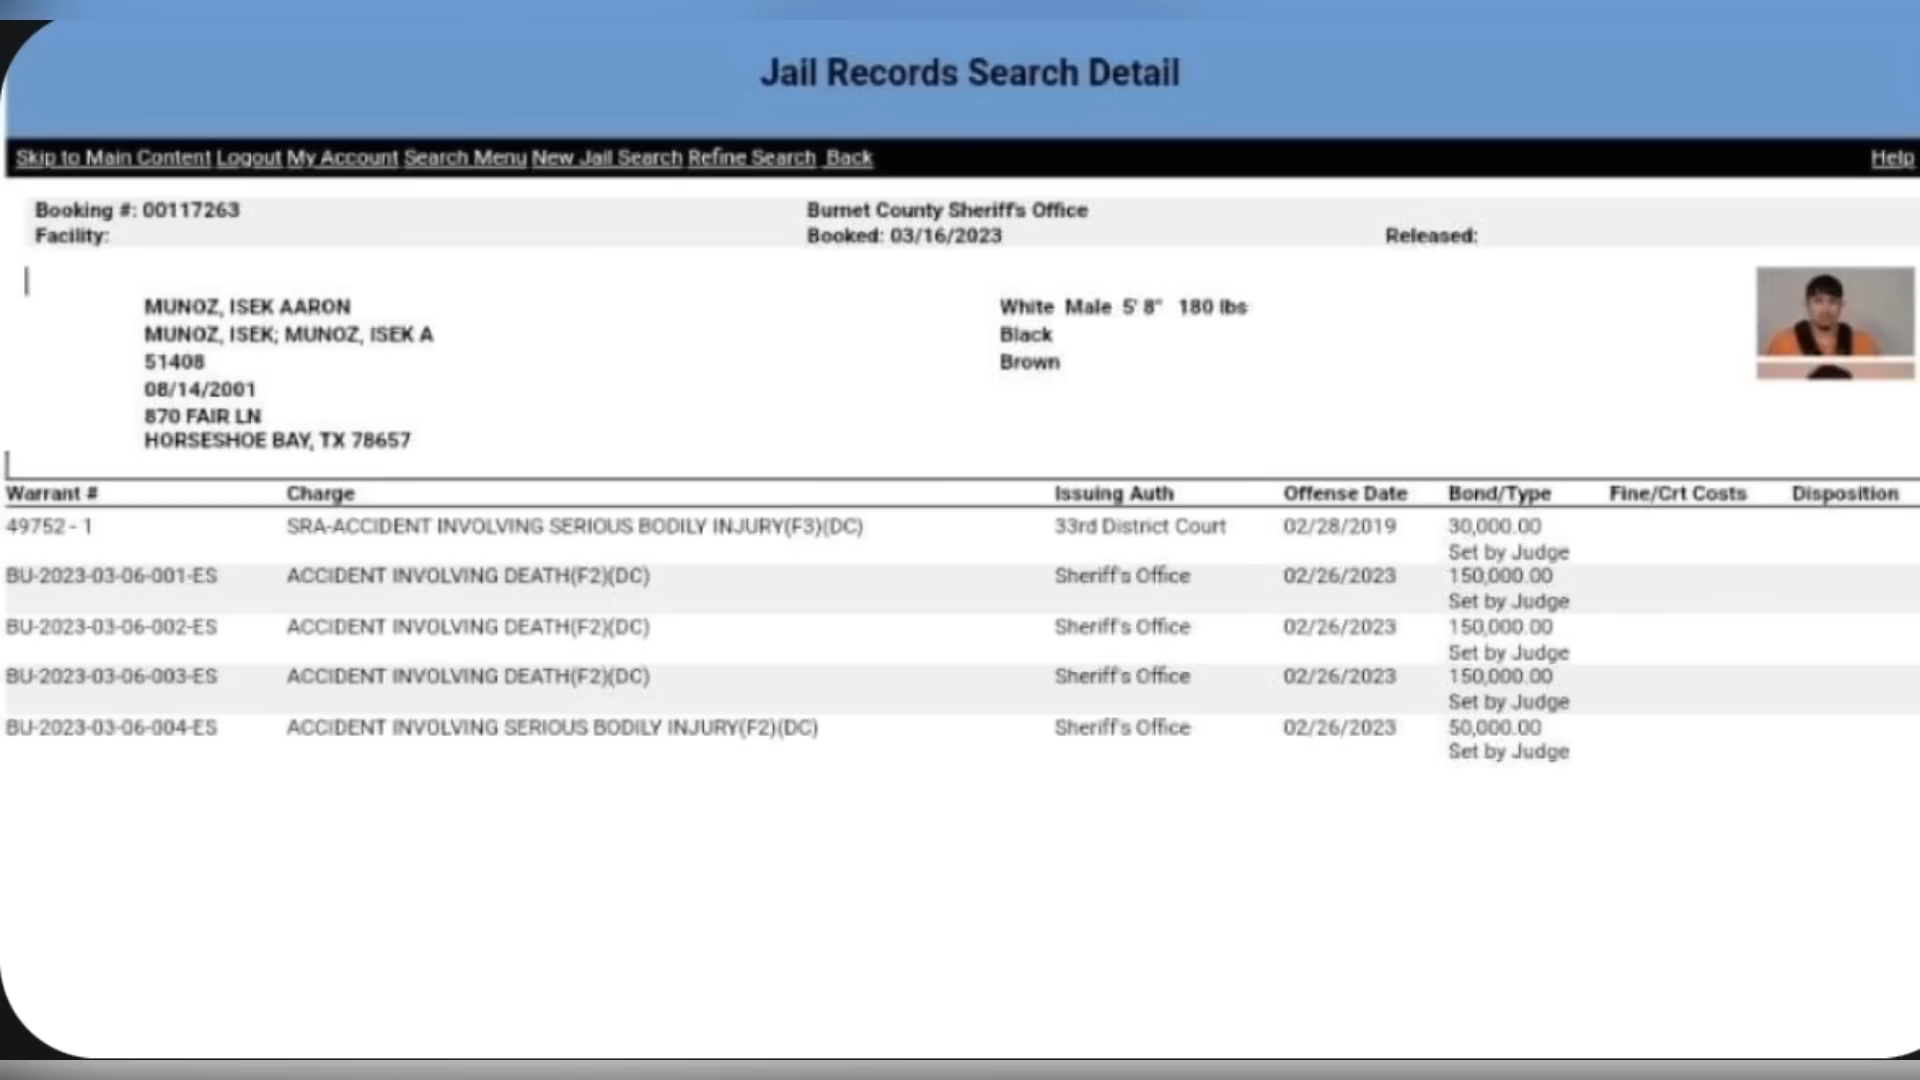 Jail Records Search Detail
Skip to Main Content Logout My Account Search Menu New Jail Search Refine Search Back Help
Booking #: 00117263 Burnet County Sheriff's Office
Facility: Booked: 03/16/2023 Released:
MUNOZ, ISEK AARON White Male 5' 8" 180 lbs
MUNOZ, ISEK; MUNOZ, ISEK A Black
51408 Brown
08/14/2001
870 FAIR LN
HORSESHOE BAY, TX 78657
Warrant # Charge Issuing Auth Offense Date Bond/Type Fine/Crt Costs Disposition
49752 - 1 SRA-ACCIDENT INVOLVING SERIOUS BODILY INJURY(F3)(DC) 33rd District Court 02/28/2019 30,000.00
Set by Judge
BU-2023-03-06-001-ES ACCIDENT INVOLVING DEATH(F2)(DC) Sheriff's Office 02/26/2023 150,000.00
Set by Judge
BU-2023-03-06-002-ES ACCIDENT INVOLVING DEATH(F2)(DC) Sheriff's Office 02/26/2023 150,000.00
Set by Judge
BU-2023-03-06-003-ES ACCIDENT INVOLVING DEATH(F2)(DC) Sheriff's Office 02/26/2023 150,000.00
Set by Judge
BU-2023-03-06-004-ES ACCIDENT INVOLVING SERIOUS BODILY INJURY(F2)(DC) Sheriff's Office 02/26/2023 50,000.00
Set by Judge